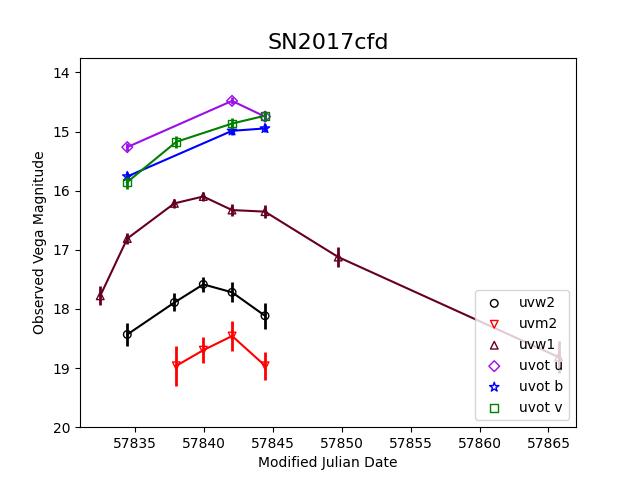 SN2017cfd
Observed Vega Magnitude
14
15
16
17
18
19
20
uvw2
uvm2
uvw1
uvot u
uvot b
uvot v
57835 57840 57845 57850 57855 57860 57865
Modified Julian Date